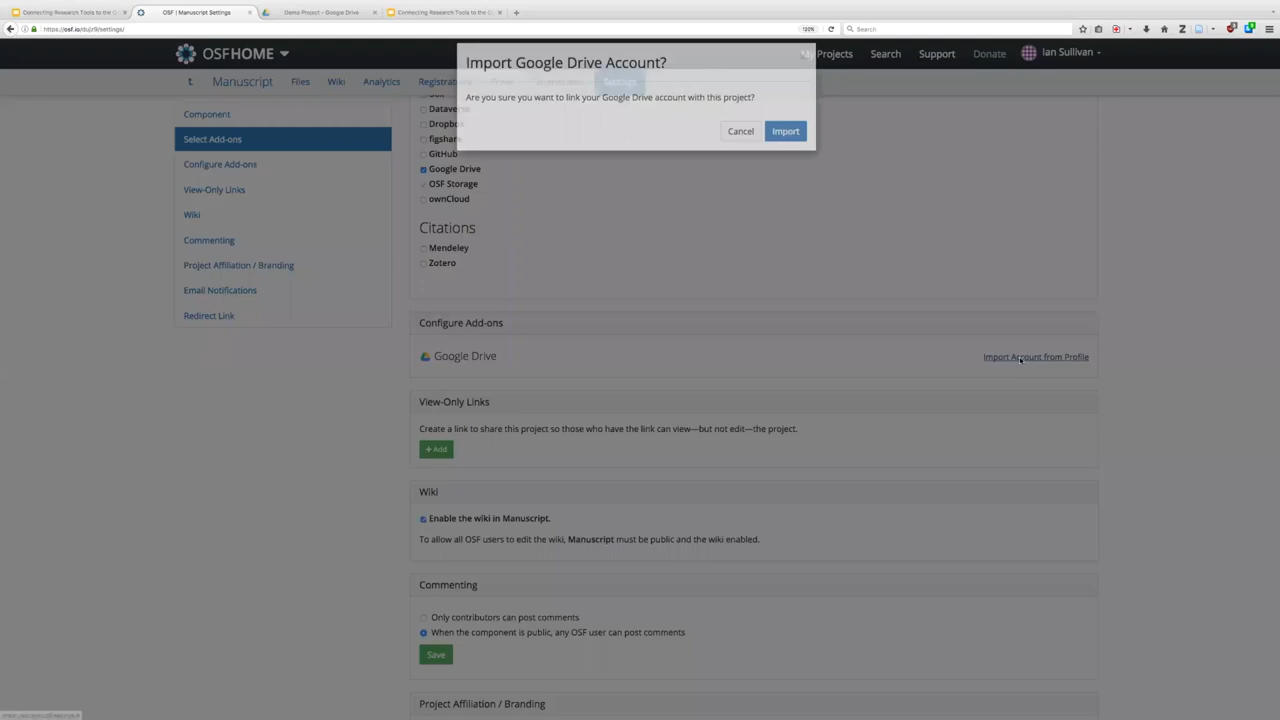 Connecting Research Tools to the O
OSF | Manuscript Settings
Demo Project - Google Drive
Connecting Research Tools to the O
https://osf.io/dujz9/settings/
120%
Search
OSFHOME
My Projects
Search
Support
Donate
Ian Sullivan
Manuscript
Files
Wiki
Analytics
Settings
Import Google Drive Account?
Are you sure you want to link your Google Drive account with this project?
Cancel
Import
Component
Select Add-ons
Configure Add-ons
View-Only Links
Wiki
Commenting
Project Affiliation / Branding
Email Notifications
Redirect Link
Dataverse
Dropbox
figshare
GitHub
Google Drive
OSF Storage
ownCloud
Citations
Mendeley
Zotero
Configure Add-ons
Google Drive
Import Account from Profile
View-Only Links
Create a link to share this project so those who have the link can view—but not edit—the project.
+ Add
Wiki
Enable the wiki in Manuscript.
To allow all OSF users to edit the wiki, Manuscript must be public and the wiki enabled.
Commenting
Only contributors can post comments
When the component is public, any OSF user can post comments
Save
Project Affiliation / Branding